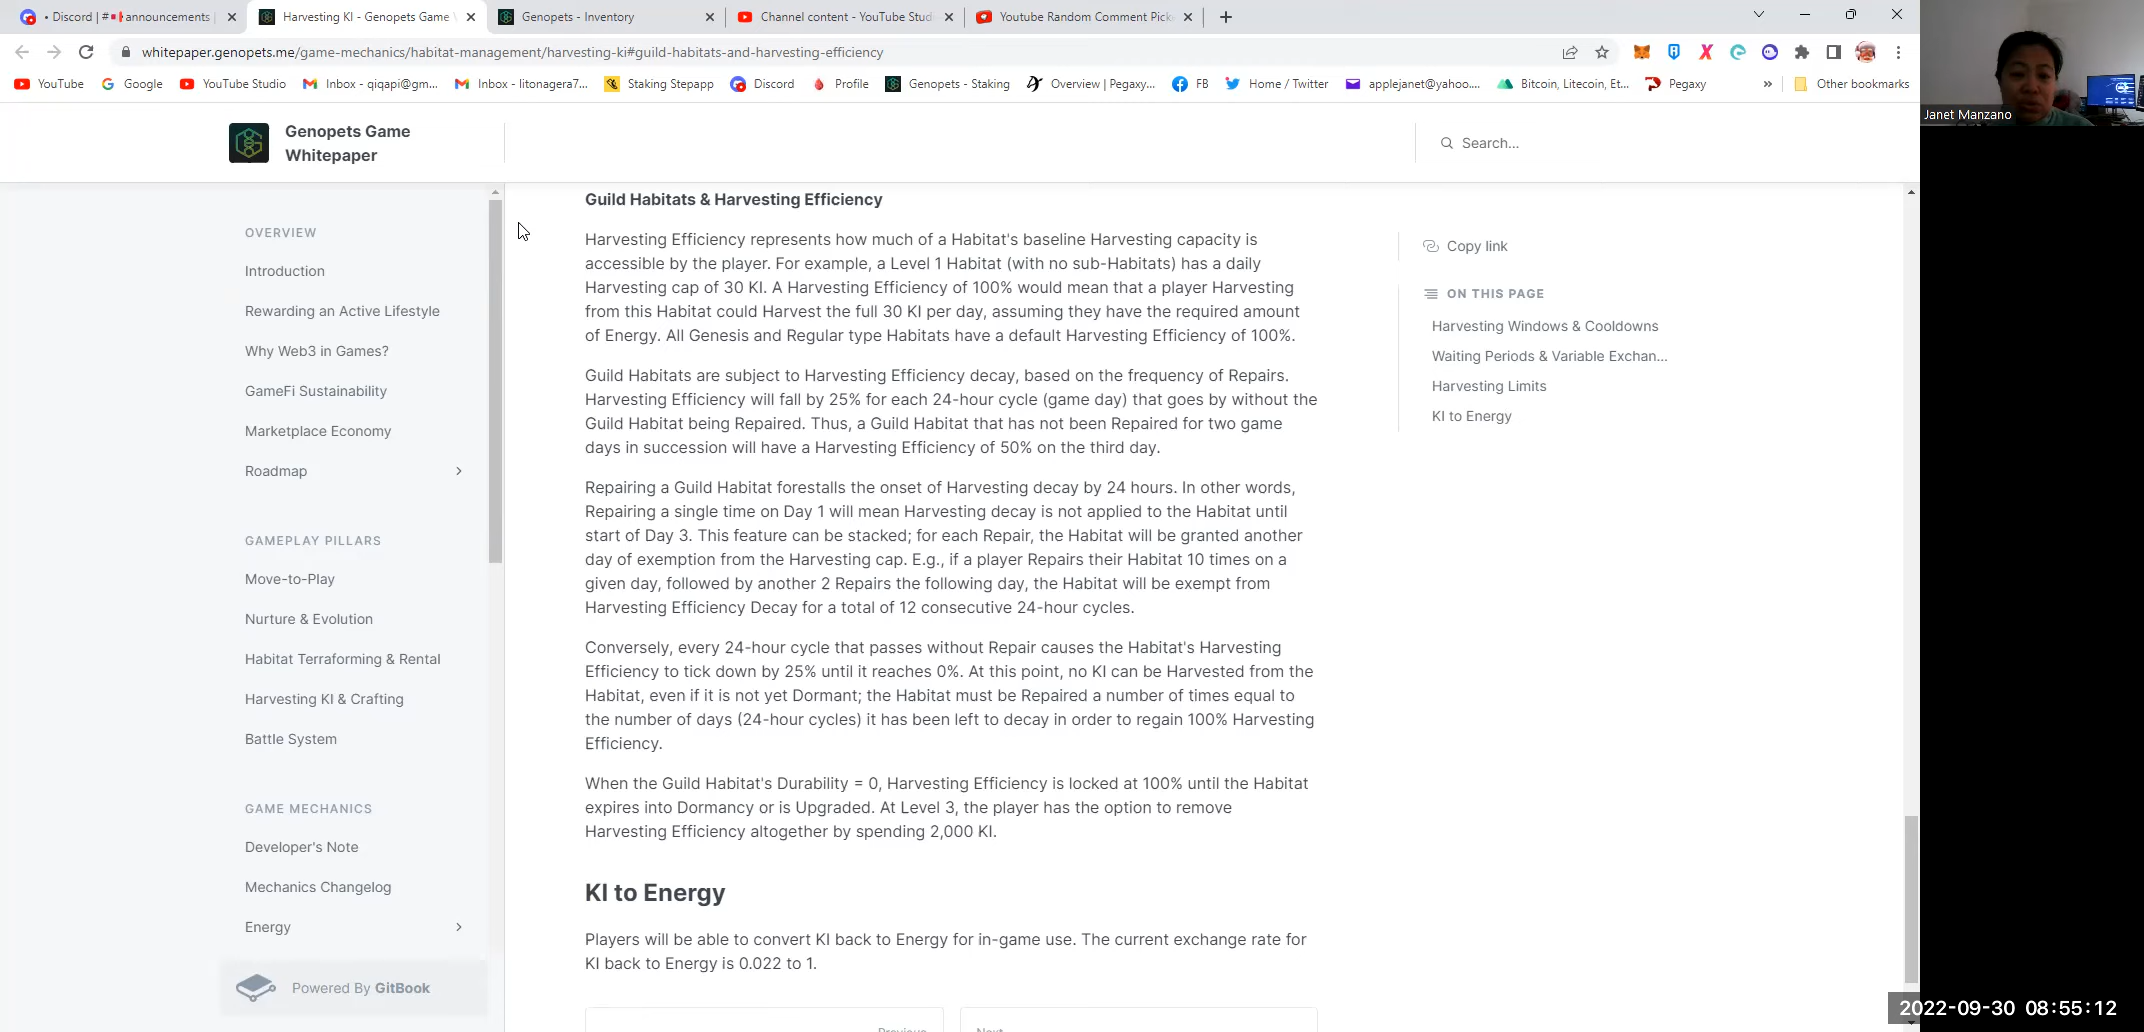 Discord | # announcements |
Harvesting KI - Genopets Game
Genopets - Inventory
Channel content - YouTube Stud
Youtube Random Comment Pick
whitepaper.genopets.me/game-mechanics/habitat-management/harvesting-ki#guild-habitats-and-harvesting-efficiency
YouTube
Google
YouTube Studio
Inbox - qiqapi@gm...
Inbox - litonagera7...
Staking Stepapp
Discord
Profile
Genopets - Staking
Overview | Pegaxy...
FB
Home / Twitter
applejanet@yahoo....
Bitcoin, Litecoin, Et...
Pegaxy
»
Other bookmarks
Janet Manzano
Genopets Game
Whitepaper
Search...
OVERVIEW
Introduction
Rewarding an Active Lifestyle
Why Web3 in Games?
GameFi Sustainability
Marketplace Economy
Roadmap
GAMEPLAY PILLARS
Move-to-Play
Nurture & Evolution
Habitat Terraforming & Rental
Harvesting KI & Crafting
Battle System
GAME MECHANICS
Developer's Note
Mechanics Changelog
Energy
Powered By GitBook
Guild Habitats & Harvesting Efficiency
Harvesting Efficiency represents how much of a Habitat's baseline Harvesting capacity is
accessible by the player. For example, a Level 1 Habitat (with no sub-Habitats) has a daily
Harvesting cap of 30 KI. A Harvesting Efficiency of 100% would mean that a player Harvesting
from this Habitat could Harvest the full 30 KI per day, assuming they have the required amount
of Energy. All Genesis and Regular type Habitats have a default Harvesting Efficiency of 100%.
Guild Habitats are subject to Harvesting Efficiency decay, based on the frequency of Repairs.
Harvesting Efficiency will fall by 25% for each 24-hour cycle (game day) that goes by without the
Guild Habitat being Repaired. Thus, a Guild Habitat that has not been Repaired for two game
days in succession will have a Harvesting Efficiency of 50% on the third day.
Repairing a Guild Habitat forestalls the onset of Harvesting decay by 24 hours. In other words,
Repairing a single time on Day 1 will mean Harvesting decay is not applied to the Habitat until
start of Day 3. This feature can be stacked; for each Repair, the Habitat will be granted another
day of exemption from the Harvesting cap. E.g., if a player Repairs their Habitat 10 times on a
given day, followed by another 2 Repairs the following day, the Habitat will be exempt from
Harvesting Efficiency Decay for a total of 12 consecutive 24-hour cycles.
Conversely, every 24-hour cycle that passes without Repair causes the Habitat's Harvesting
Efficiency to tick down by 25% until it reaches 0%. At this point, no KI can be Harvested from the
Habitat, even if it is not yet Dormant; the Habitat must be Repaired a number of times equal to
the number of days (24-hour cycles) it has been left to decay in order to regain 100% Harvesting
Efficiency.
When the Guild Habitat's Durability = 0, Harvesting Efficiency is locked at 100% until the Habitat
expires into Dormancy or is Upgraded. At Level 3, the player has the option to remove
Harvesting Efficiency altogether by spending 2,000 KI.
KI to Energy
Players will be able to convert KI back to Energy for in-game use. The current exchange rate for
KI back to Energy is 0.022 to 1.
Previous
Next
Copy link
ON THIS PAGE
Harvesting Windows & Cooldowns
Waiting Periods & Variable Exchan...
Harvesting Limits
KI to Energy
2022-09-30 08:55:12